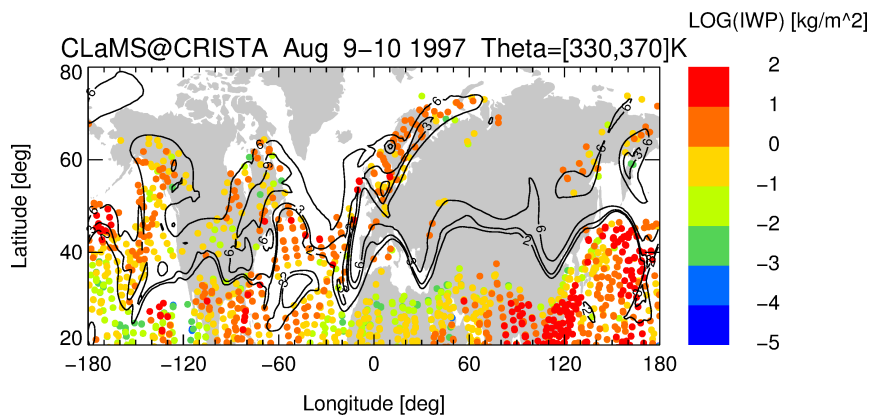 LOG(IWP) [kg/m^2]
CLaMS@CRISTA Aug 9−10 1997 Theta=[330,370]K
80
60
40
20
Latitude [deg]
−180 −120 −60 0 60 120 180
Longitude [deg]
2
1
0
−1
−2
−3
−4
−5